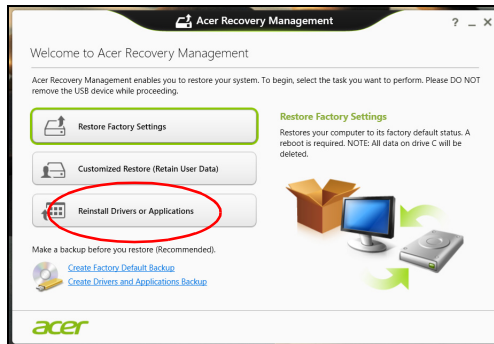 Acer Recovery Management
? _ X
Welcome to Acer Recovery Management
Acer Recovery Management enables you to restore your system. To begin, select the task you want to perform. Please DO NOT
remove the USB device while proceeding.
Restore Factory Settings
Customized Restore (Retain User Data)
Reinstall Drivers or Applications
Restore Factory Settings
Restores your computer to its factory default status. A
reboot is required. NOTE: All data on drive C will be
deleted.
Make a backup before you restore (Recommended).
Create Factory Default Backup
Create Drivers and Applications Backup
acer